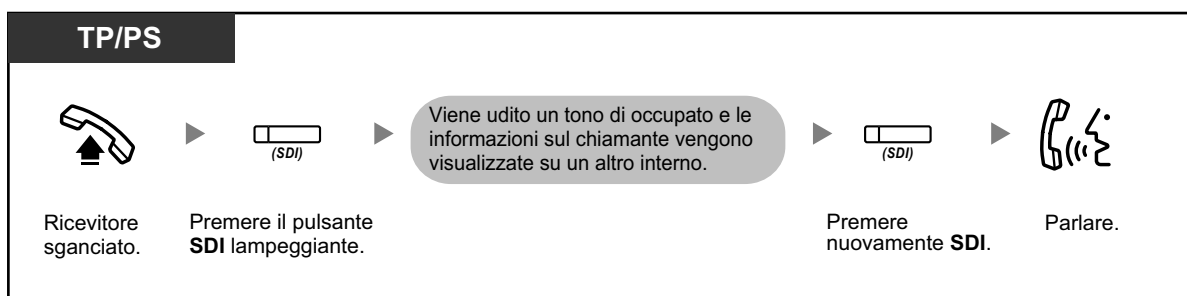 TP/PS
Viene udito un tono di occupato e le
informazioni sul chiamante vengono
visualizzate su un altro interno.
(SDI)
(SDI)
Ricevitore
sganciato.
Premere il pulsante
SDI lampeggiante.
Premere
nuovamente SDI.
Parlare.